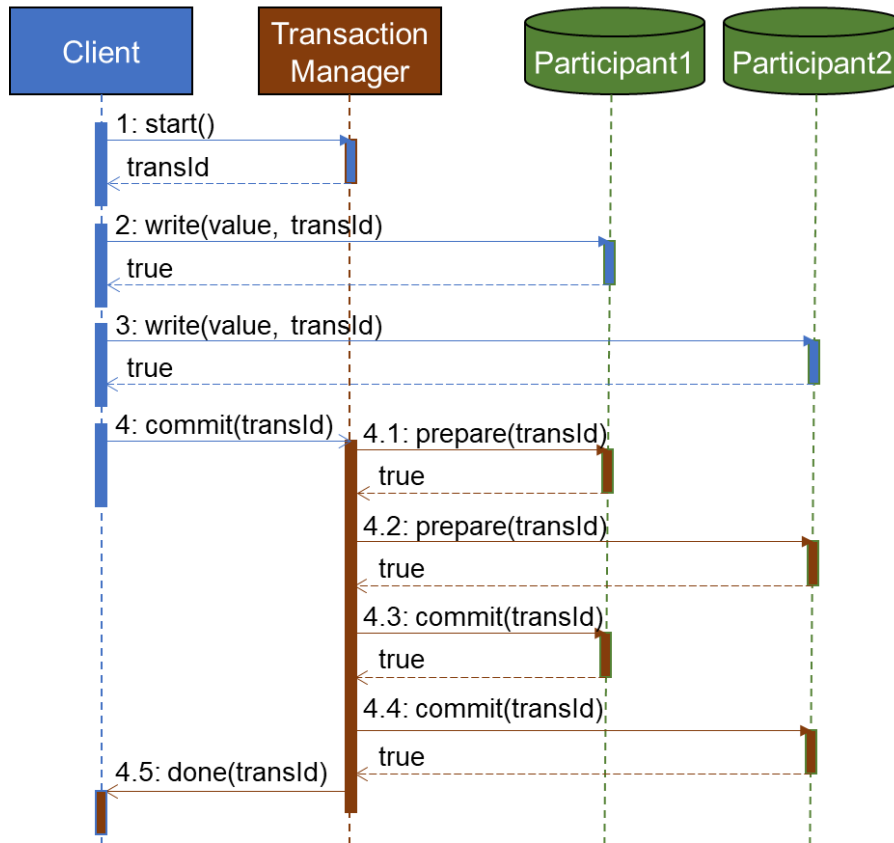 Client
Transaction
Manager
Participant1
Participant2
1: start()
transId
2: write(value, transId)
true
3: write(value, transId)
true
4: commit(transId)
4.1: prepare(transId)
true
4.2: prepare(transId)
true
4.3: commit(transId)
true
4.4: commit(transId)
true
4.5: done(transId)